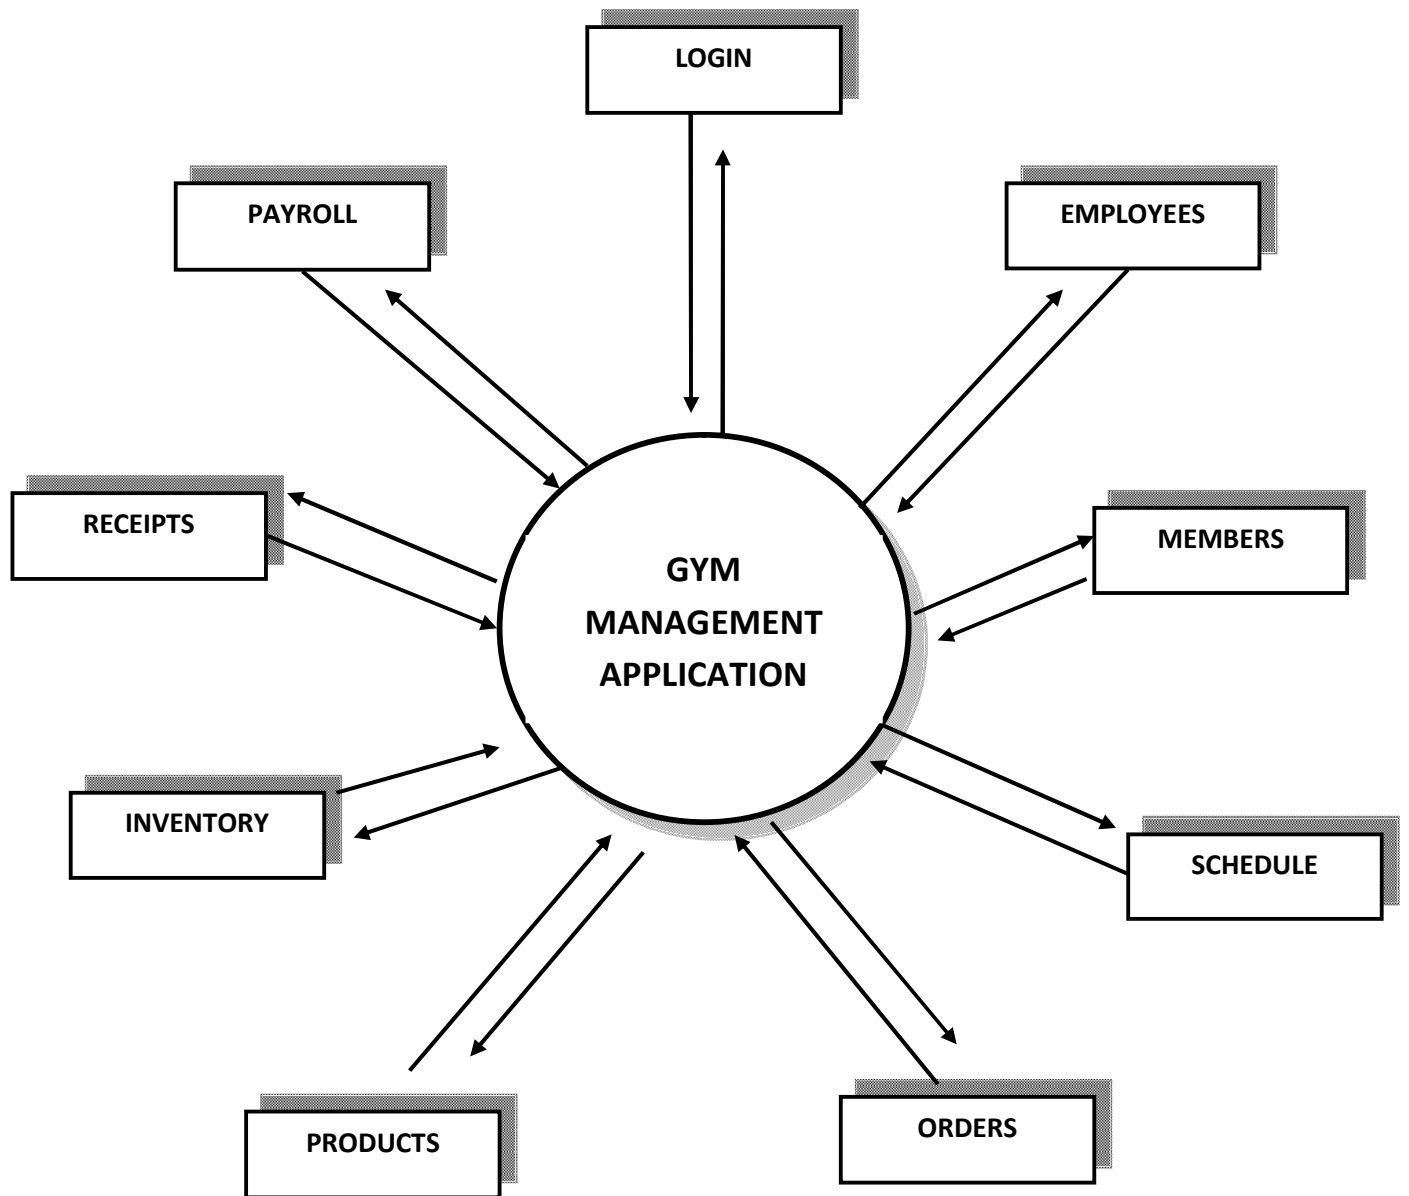 LOGIN
PAYROLL
EMPLOYEES
RECEIPTS
MEMBERS
GYM
MANAGEMENT
APPLICATION
INVENTORY
SCHEDULE
PRODUCTS
ORDERS